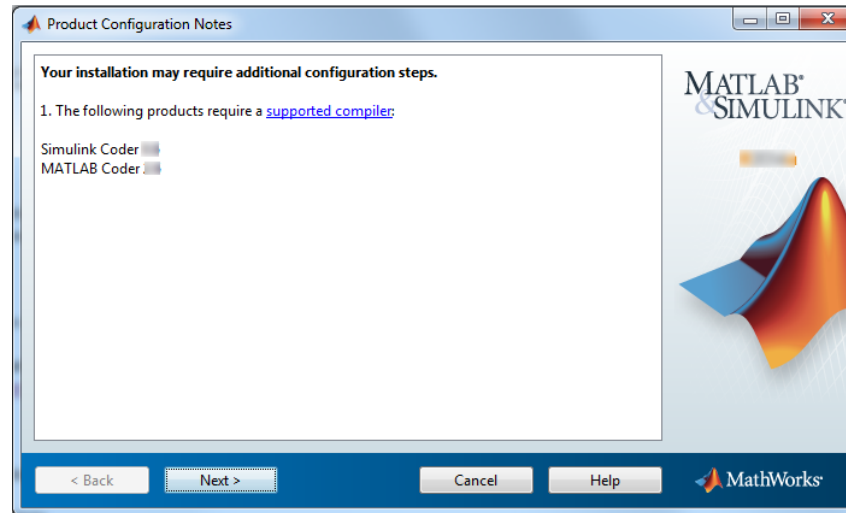 Product Configuration Notes
Your installation may require additional configuration steps.
1. The following products require a supported compiler:
Simulink Coder
MATLAB Coder
MATLAB®
&SIMULINK®
< Back
Next >
Cancel
Help
MathWorks®